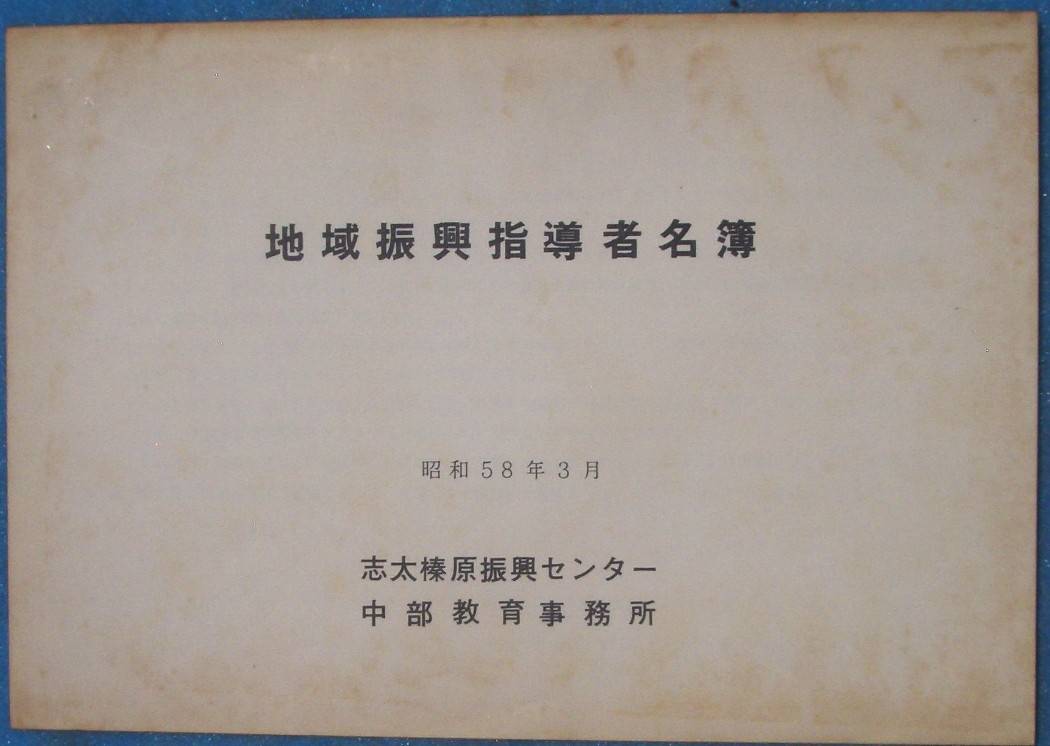 地域振興指導者名簿
昭和58年3月
志太榛原振興センター
中部教育事務所